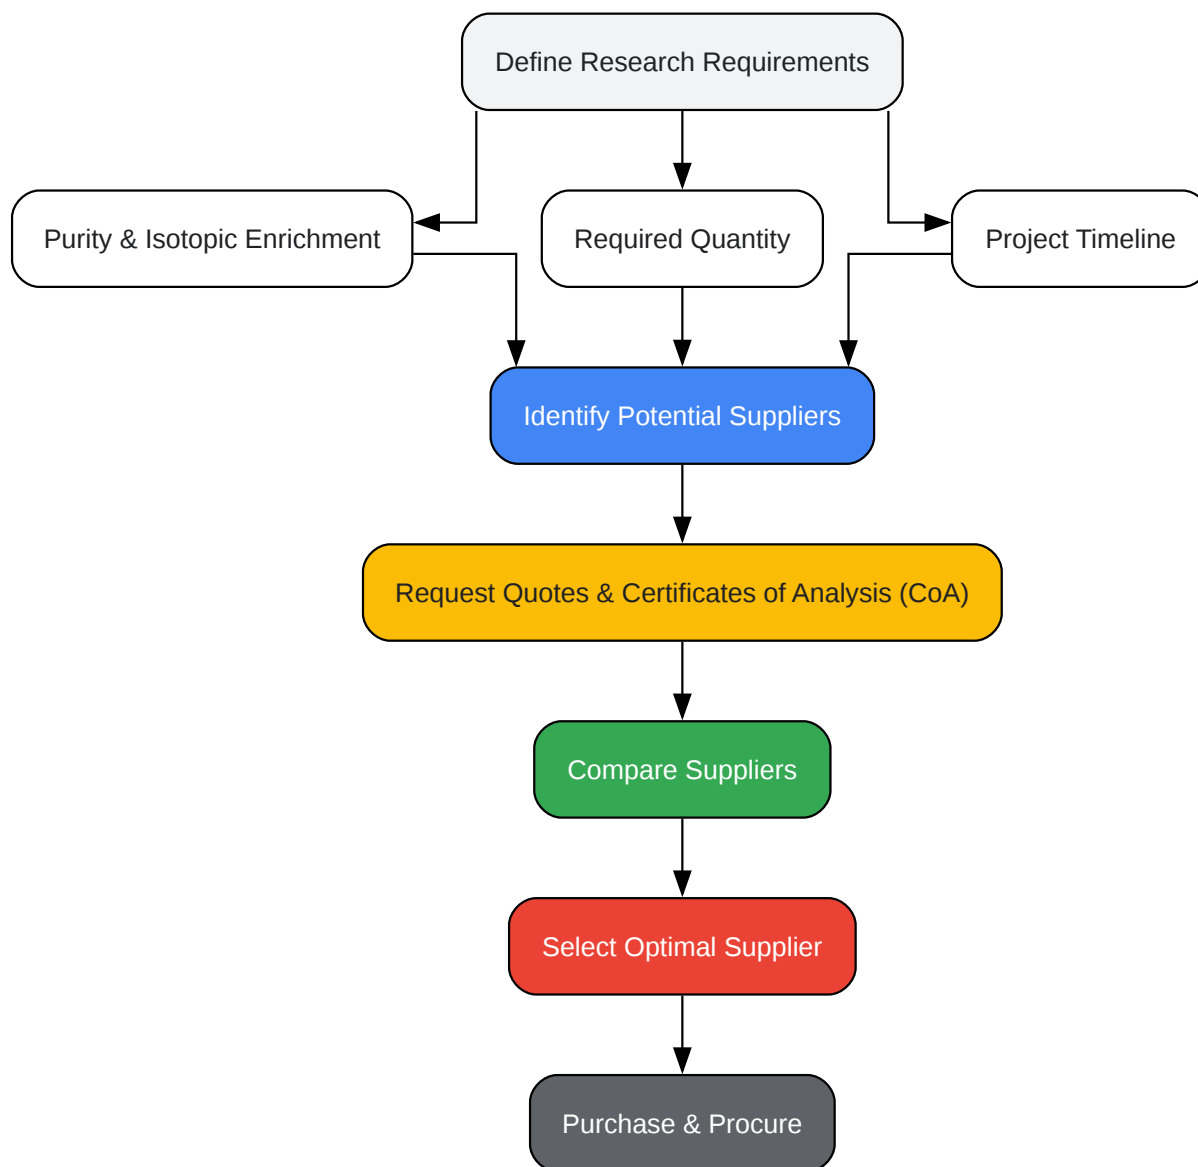 Define Research Requirements
Purity & Isotopic Enrichment
Required Quantity
Project Timeline
Identify Potential Suppliers
Request Quotes & Certificates of Analysis (CoA)
Compare Suppliers
Select Optimal Supplier
Purchase & Procure